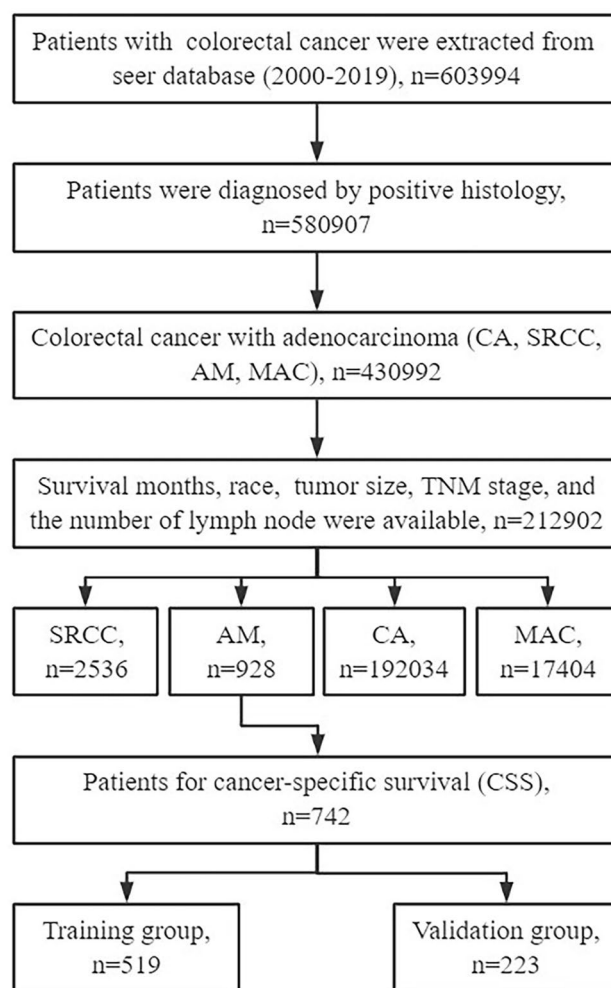 Patients with colorectal cancer were extracted from
seer database (2000-2019), n=603994
Patients were diagnosed by positive histology,
n=580907
Colorectal cancer with adenocarcinoma (CA, SRCC,
AM, MAC), n=430992
Survival months, race, tumor size, TNM stage, and
the number of lymph node were available, n=212902
SRCC,
n=2536
AM,
n=928
CA,
n=192034
MAC,
n=17404
Patients for cancer-specific survival (CSS),
n=742
Training group,
n=519
Validation group,
n=223